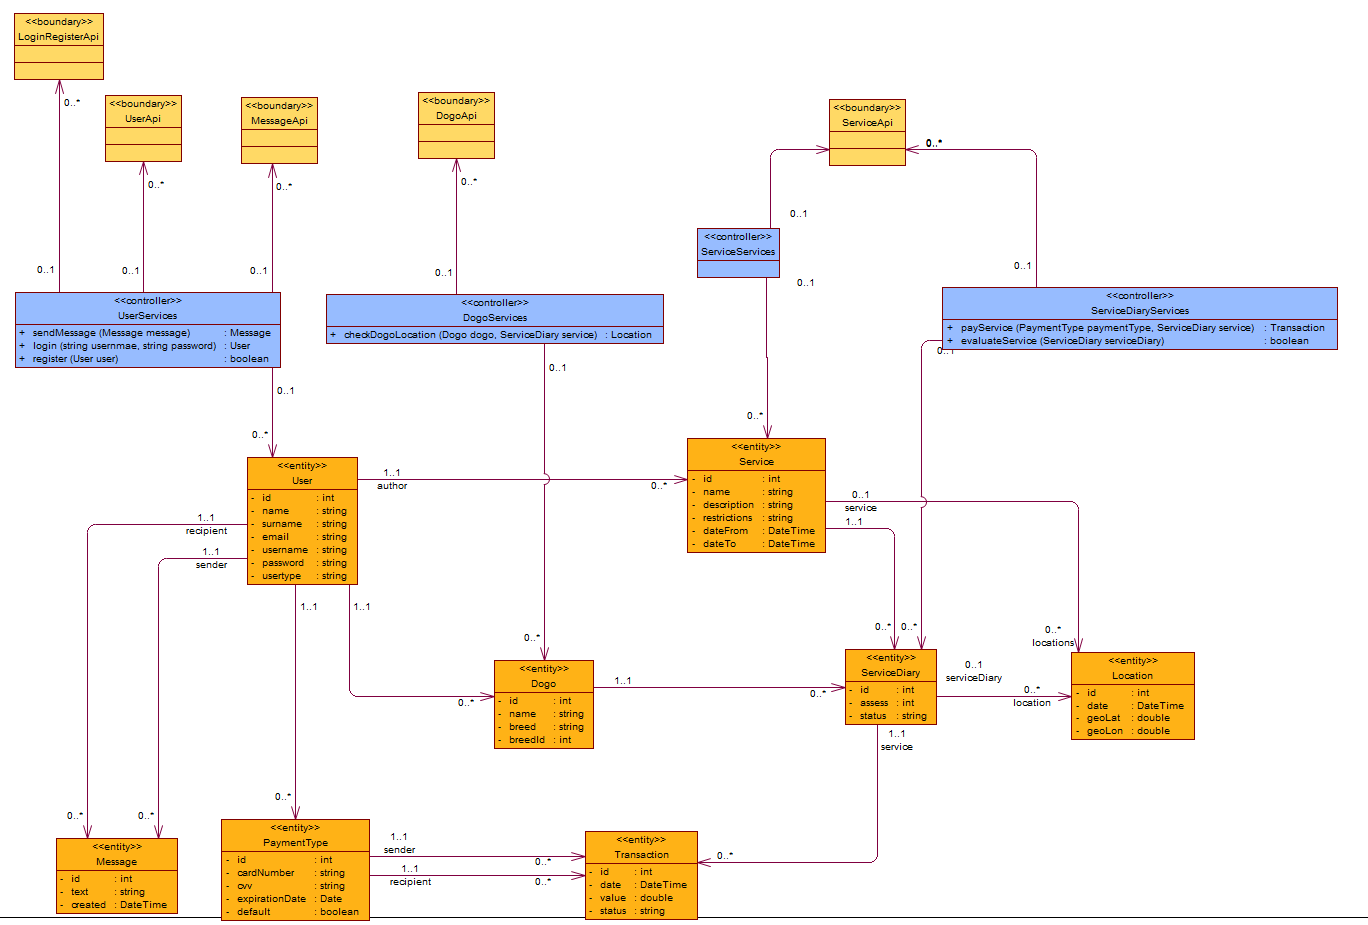 <<boundary>>
LoginRegisterApi
0..*
<<boundary>>
UserApi
0..*
<<boundary>>
MessageApi
0..*
<<boundary>>
DogoApi
0..*
<<boundary>>
ServiceApi
0..*
0..1
0..1
0..1
0..1
0..1
0..1
0..1
<<controller>>
UserServices
+ sendMessage (Message message) : Message
+ login (string usernmae, string password) : User
+ register (User user) : boolean
<<controller>>
DogoServices
+ checkDogoLocation (Dogo dogo, ServiceDiary service) : Location
<<controller>>
ServiceServices
<<controller>>
ServiceDiaryServices
+ payService (PaymentType paymentType, ServiceDiary service) : Transaction
+ evaluateService (ServiceDiary serviceDiary) : boolean
0..1
0..*
0..1
0..*
<<entity>>
User
- id : int
- name : string
- surname : string
- email : string
- username : string
- password : string
- usertype : string
1..1
author
0..*
<<entity>>
Service
- id : int
- name : string
- description : string
- restrictions : string
- dateFrom : DateTime
- dateTo : DateTime
0..1
service
1..1
1..1
recipient
1..1
sender
1..1
1..1
0..*
0..*
0..*
0..*
locations
<<entity>>
Dogo
- id : int
- name : string
- breed : string
- breedId : int
0..*
1..1
0..*
<<entity>>
ServiceDiary
- id : int
- assess : int
- status : string
0..1
serviceDiary
0..*
location
<<entity>>
Location
- id : int
- date : DateTime
- geoLat : double
- geoLon : double
1..1
service
0..*
0..*
0..*
<<entity>>
Message
- id : int
- text : string
- created : DateTime
<<entity>>
PaymentType
- id : int
- cardNumber : string
- cvv : string
- expirationDate : Date
- default : boolean
1..1
sender
0..*
1..1
recipient
0..*
<<entity>>
Transaction
- id : int
- date : DateTime
- value : double
- status : string
0..*